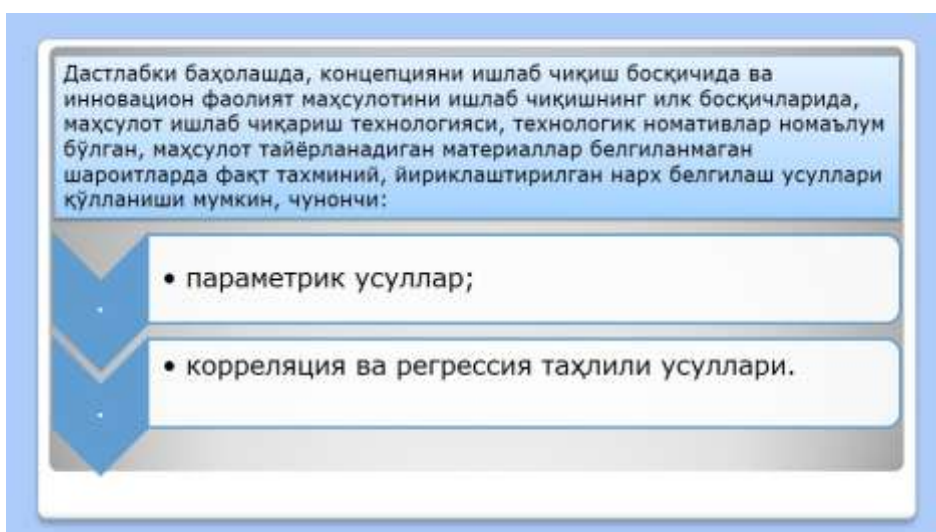 Дастлабки баҳолашда, концепцияни ишлаб чиқиш босқичида ва
инновацион фаолият маҳсулотини ишлаб чиқишнинг илк босқичларида,
маҳсулот ишлаб чиқариш технологияси, технологик номативлар номаълум
бўлган, маҳсулот тайёрланадиган материаллар белгиланмаган
шароитларда фақт тахминий, йириклаштирилган нарх белгилаш усуллари
қўлланиши мумкин, чунончи:
• параметрик усуллар;
• корреляция ва регрессия таҳлили усуллари.